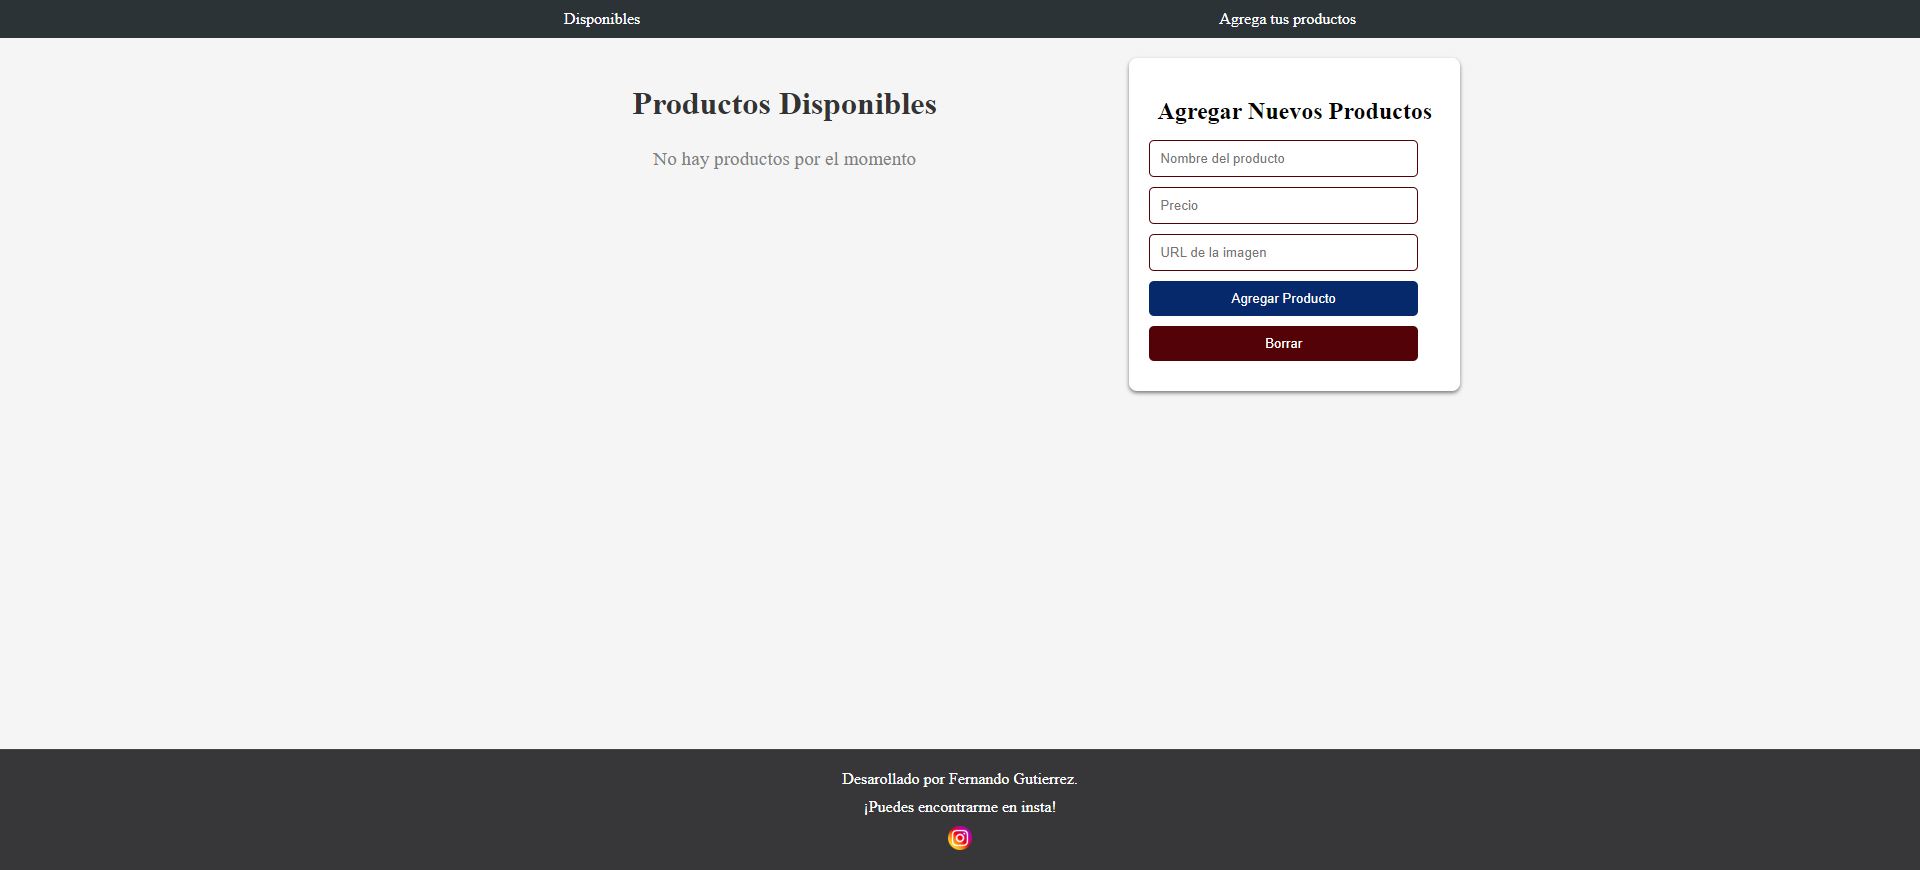 Disponibles
Agrega tus productos
Productos Disponibles
No hay productos por el momento
Agregar Nuevos Productos
Nombre del producto
Precio
URL de la imagen
Agregar Producto
Borrar
Desarollado por Fernando Gutierrez.
¡Puedes encontrarme en insta!